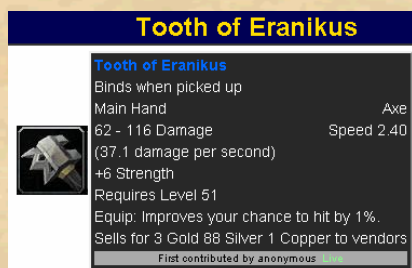 Tooth of Eranikus
Tooth of Eranikus
Binds when picked up
Main Hand Axe
62 - 116 Damage Speed 2.40
(37.1 damage per second)
+6 Strength
Requires Level 51
Equip: Improves your chance to hit by 1%.
Sells for 3 Gold 88 Silver 1 Copper to vendors
First contributed by anonymous Live